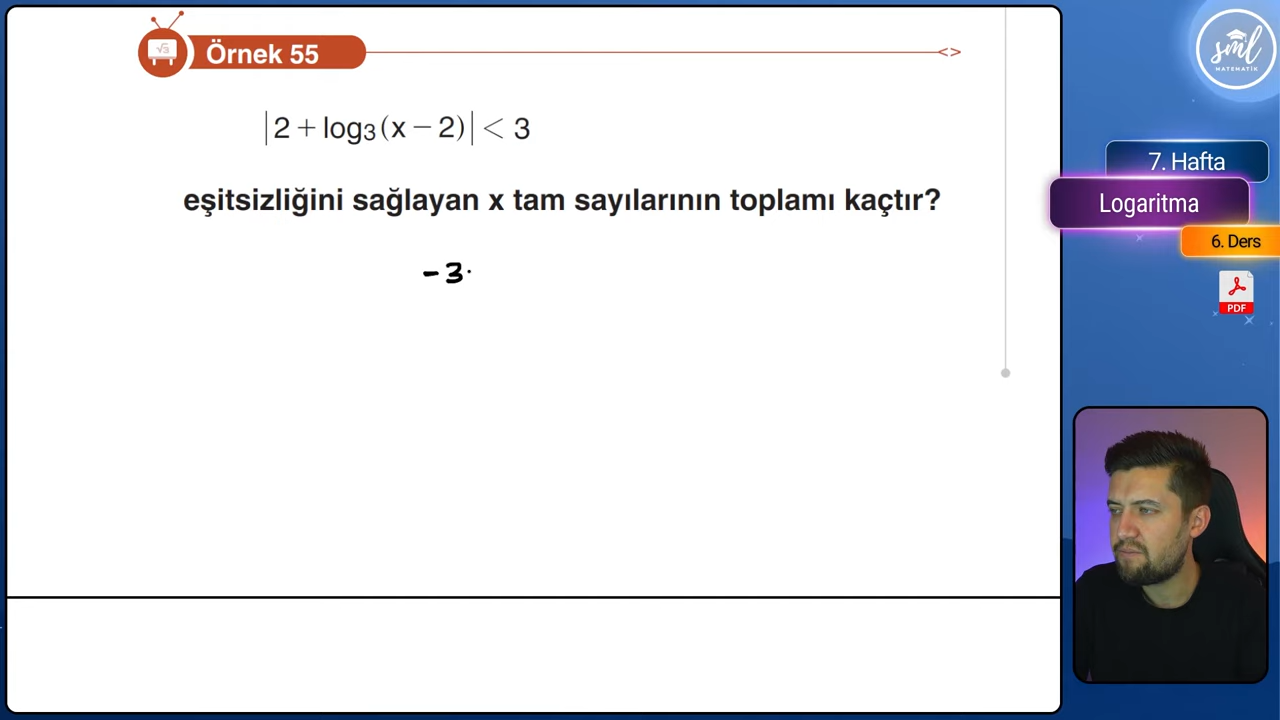 Örnek 55
<>
|2 + log₃(x − 2)| < 3
eşitsizliğini sağlayan x tam sayılarının toplamı kaçtır?
-3
sml
MATEMATİK
7. Hafta
Logaritma
6. Ders
PDF